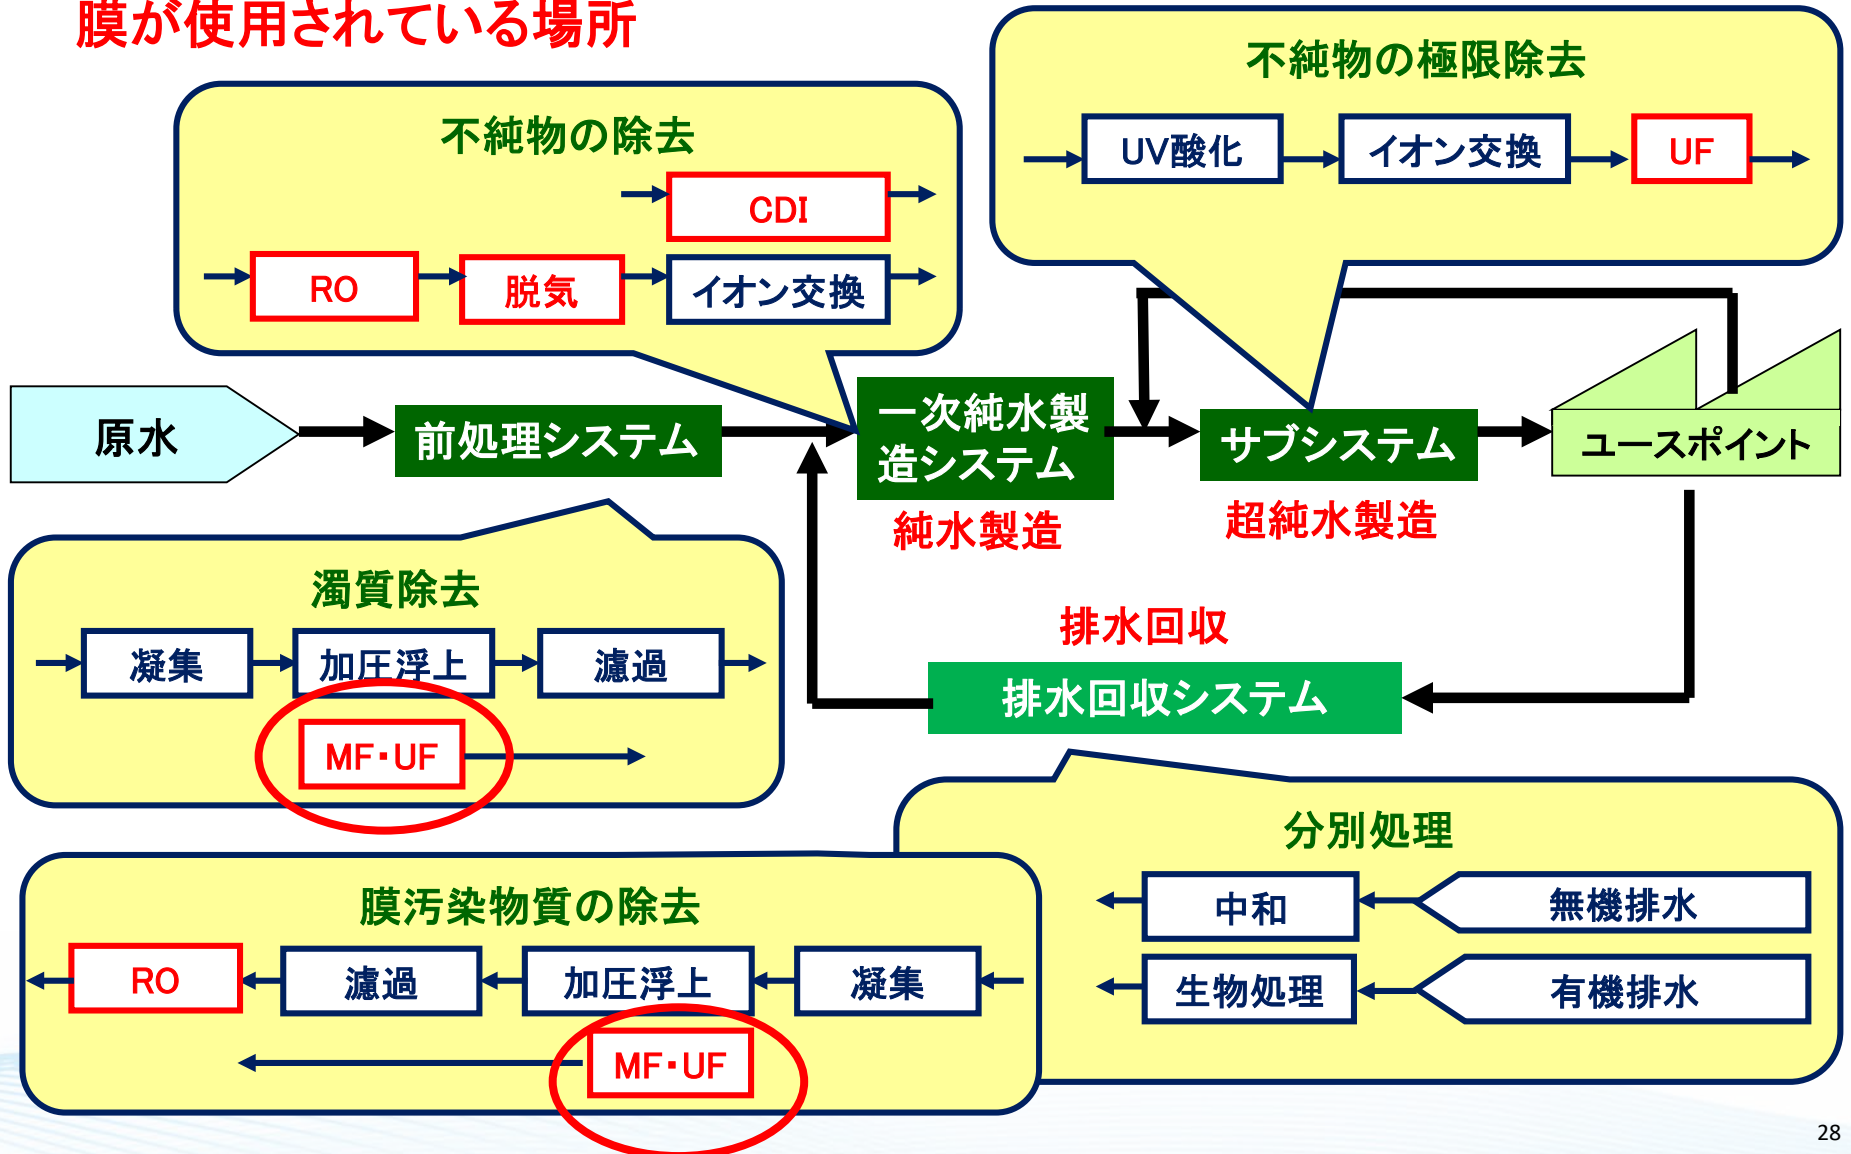 膜が使用されている場所
不純物の極限除去
UV酸化
イオン交換
UF
不純物の除去
CDI
RO
脱気
イオン交換
原水
前処理システム
一次純水製
造システム
サブシステム
ユースポイント
純水製造
超純水製造
濁質除去
凝集
加圧浮上
濾過
MF・UF
排水回収
排水回収システム
分別処理
中和
無機排水
生物処理
有機排水
膜汚染物質の除去
RO
濾過
加圧浮上
凝集
MF・UF
28